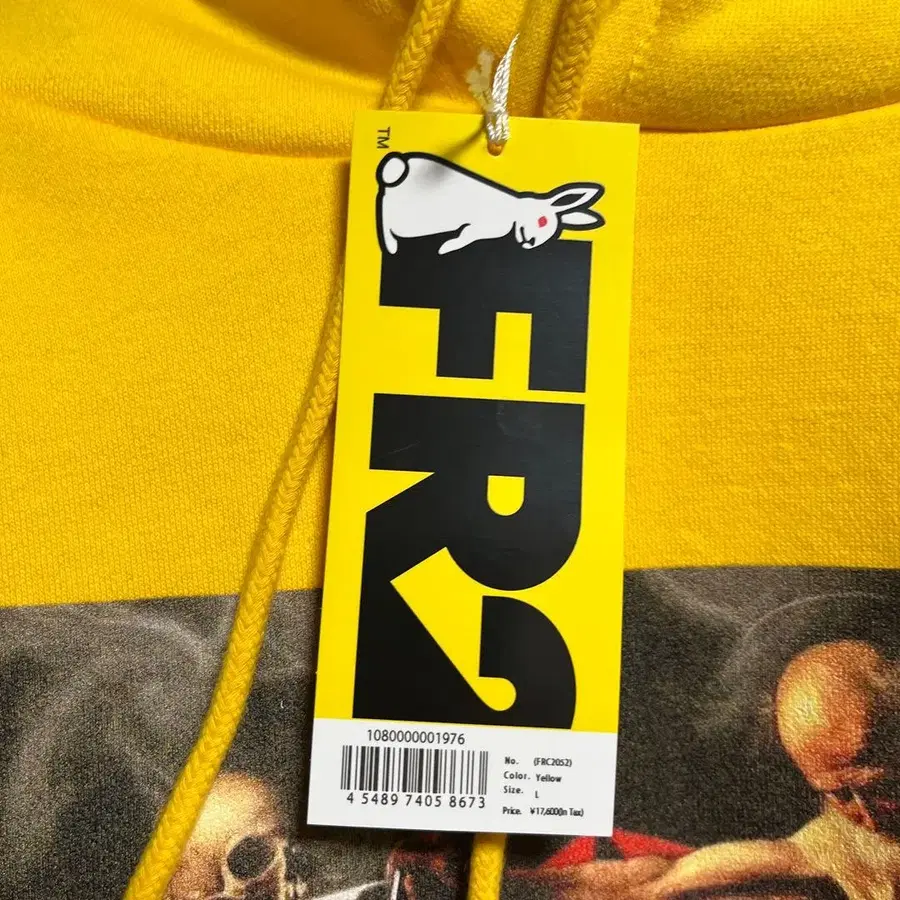 TM
FR2
1080000001976
4 5489 7405 8673
No. (FRC2052)
Color. Yellow
Size. L
Price. ¥17,600(In Tax)